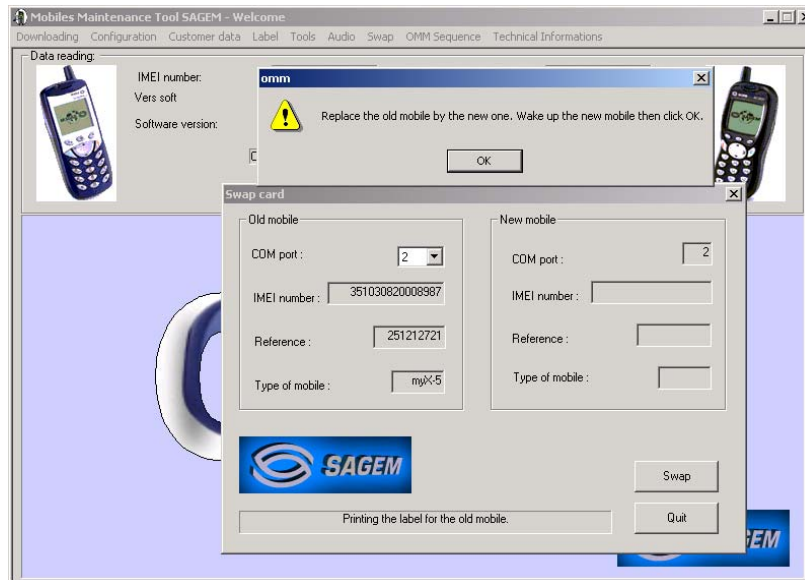 Mobiles Maintenance Tool SAGEM - Welcome
Downloading Configuration Customer data Label Tools Audio Swap OMM Sequence Technical Informations
Data reading:
IMEI number:
Vers soft
Software version:
omm
Replace the old mobile by the new one. Wake up the new mobile then click OK.
OK
Swap card
Old mobile
COM port : 2
IMEI number : 351030820008987
Reference : 251212721
Type of mobile : myX-5
New mobile
COM port : 2
IMEI number :
Reference :
Type of mobile :
SAGEM
Swap
Printing the label for the old mobile.
Quit
EM